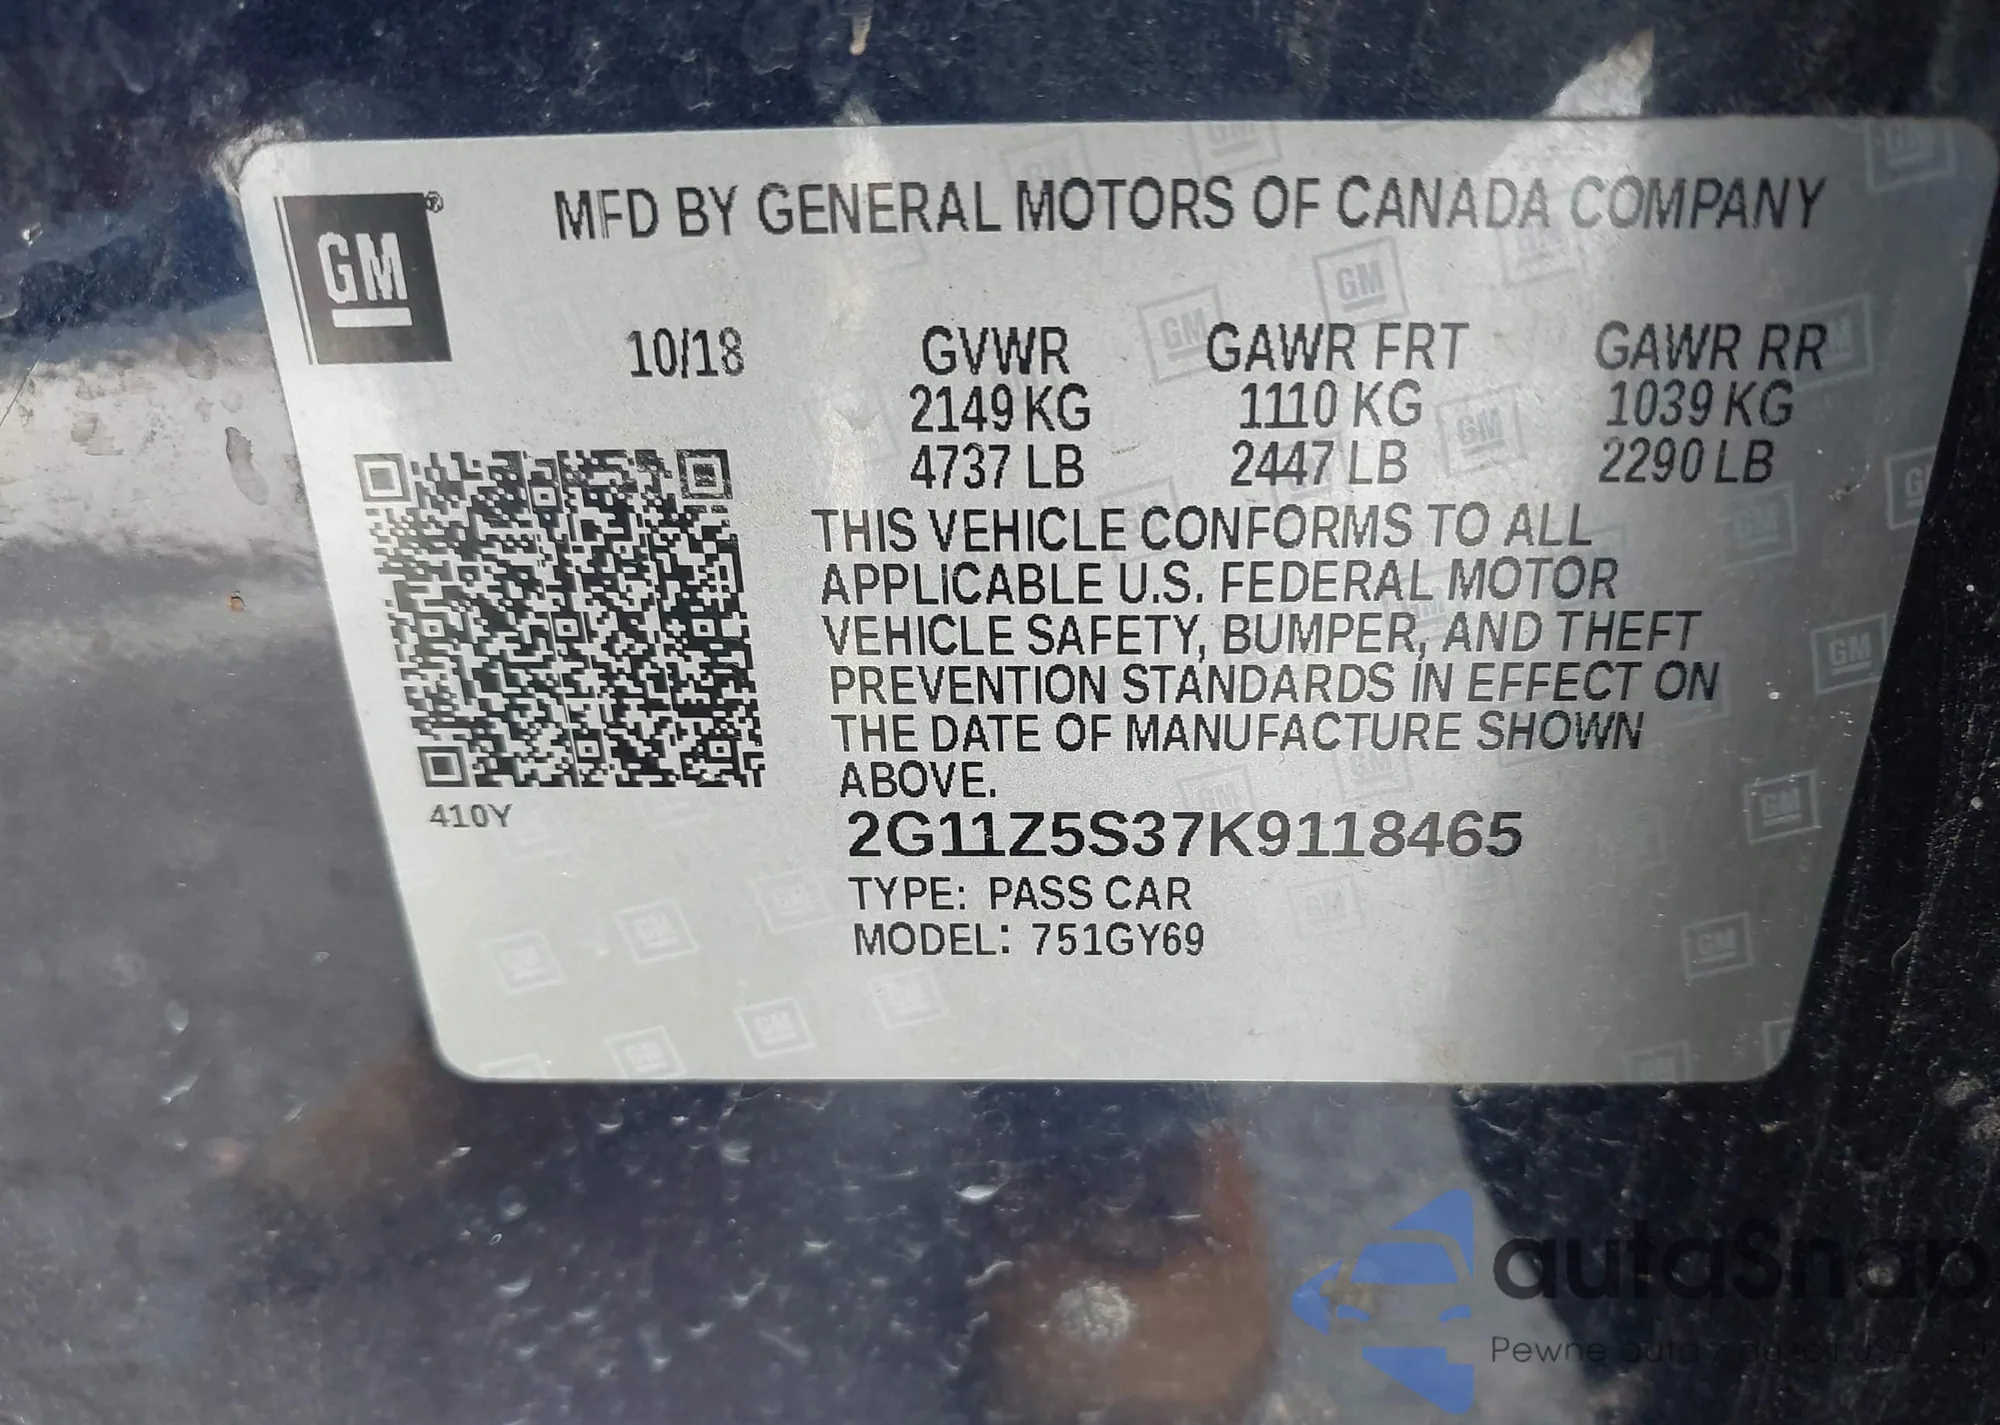 GM
MFD BY GENERAL MOTORS OF CANADA COMPANY
10/18 GVWR GAWR FRT GAWR RR
2149 KG 1110 KG 1039 KG
4737 LB 2447 LB 2290 LB
THIS VEHICLE CONFORMS TO ALL
APPLICABLE U.S. FEDERAL MOTOR
VEHICLE SAFETY, BUMPER, AND THEFT
PREVENTION STANDARDS IN EFFECT ON
THE DATE OF MANUFACTURE SHOWN
ABOVE.
410Y
2G11Z5S37K9118465
TYPE: PASS CAR
MODEL: 751GY69
autaSnap
Pewne auta